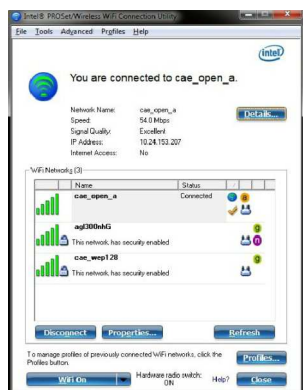 Intel® PROSet/Wireless WiFi Connection Utility
File Tools Advanced Profiles Help
intel
You are connected to cae_open_a.
Network Name: cae_open_a
Speed: 54.0 Mbps
Signal Quality: Excellent
IP Address: 10.24.153.207
Internet Access: No
Details...
WiFi Networks (3)
Name Status
cae_open_a Connected a
agl300nhG g
This network has security enabled n
cae_wep128 g
This network has security enabled
Disconnect Properties... Refresh
To manage profiles of previously connected WiFi networks, click the
Profiles button.
Profiles...
WiFi On Hardware radio switch:
ON
Help? Close